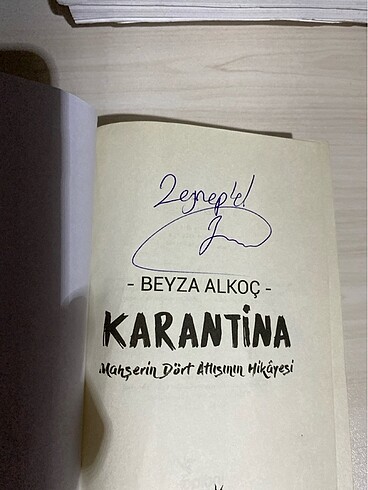 Zeynep'e!
- BEYZA ALKOÇ -
KARANTİNA
Mahşerin Dört Atlısının Hikâyesi